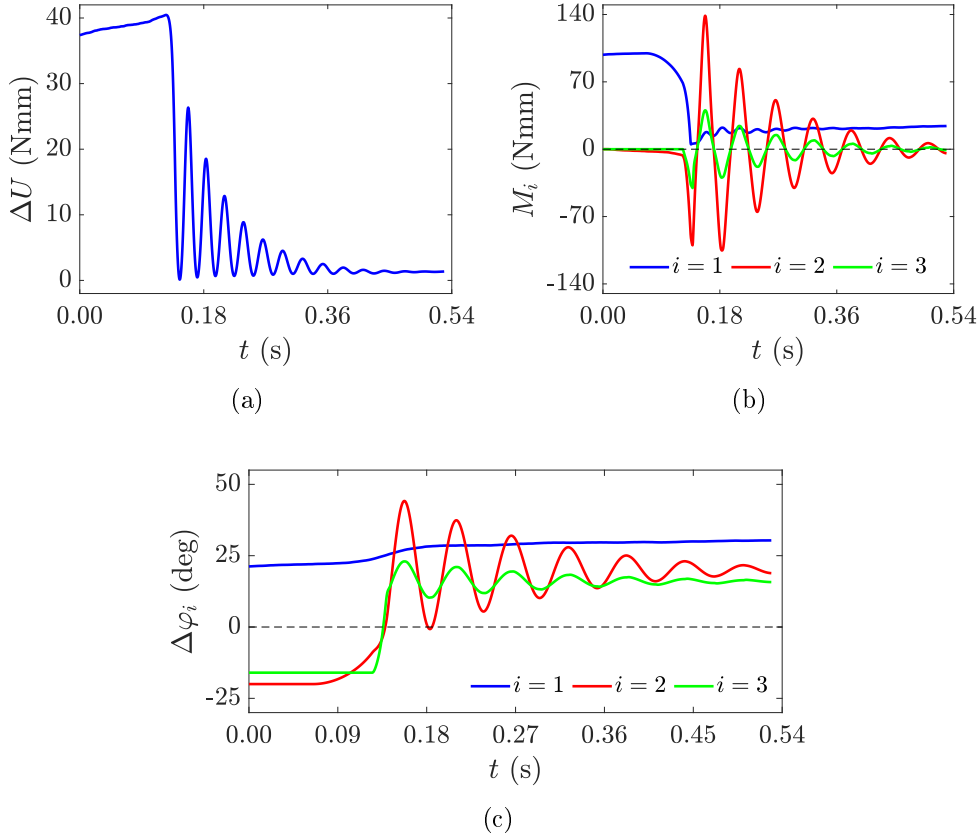 40
30
20
10
0
ΔU (Nmm)
0.00 0.18 0.36 0.54
t (s)
(a)
140
70
0
-70
-140
M_i (Nmm)
i = 1 i = 2 i = 3
0.00 0.18 0.36 0.54
t (s)
(b)
50
25
0
-25
Δφ_i (deg)
i = 1 i = 2 i = 3
0.00 0.09 0.18 0.27 0.36 0.45 0.54
t (s)
(c)